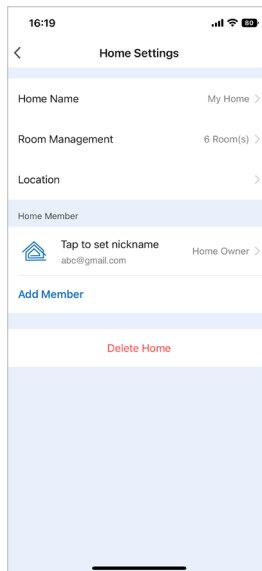 16:19
80
Home Settings
Home Name My Home
Room Management 6 Room(s)
Location
Home Member
Tap to set nickname
abc@gmail.com
Home Owner
Add Member
Delete Home